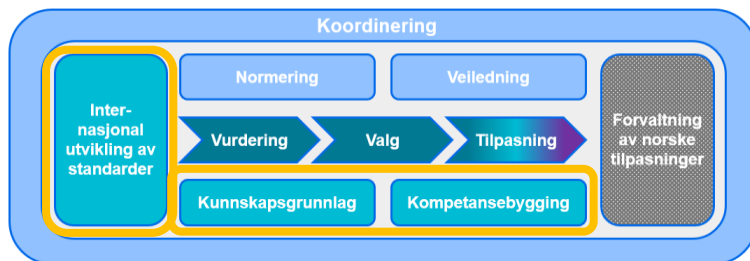 Koordinering
Inter-
nasjonal
utvikling av
standarder
Normering
Veiledning
Vurdering
Valg
Tilpasning
Kunnskapsgrunnlag
Kompetansebygging
Forvaltning
av norske
tilpasninger